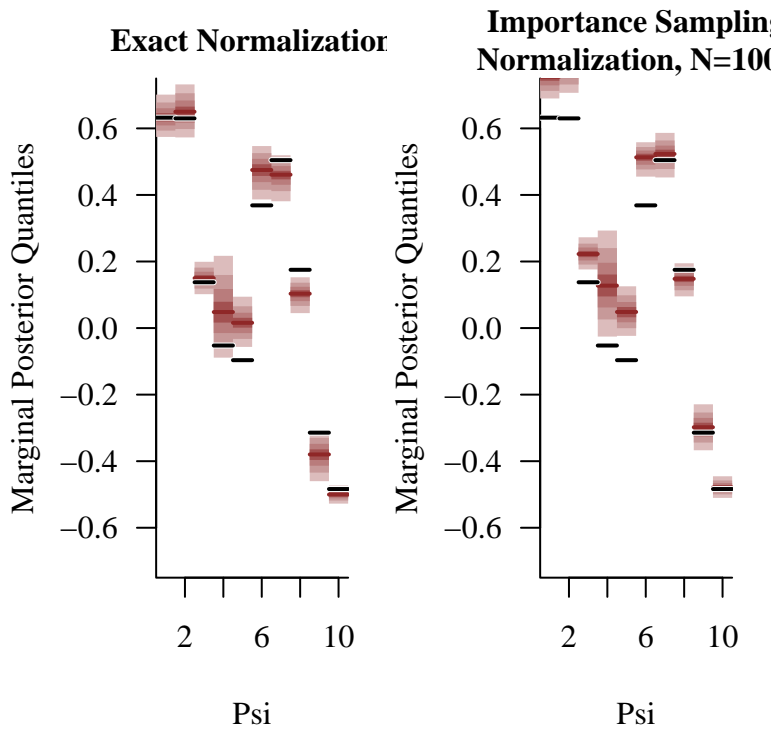 Exact Normalization
Marginal Posterior Quantiles
0.6
0.4
0.2
0.0
−0.2
−0.4
−0.6
2
6
10
Psi
Importance Sampling
Normalization, N=100
Marginal Posterior Quantiles
0.6
0.4
0.2
0.0
−0.2
−0.4
−0.6
2
6
10
Psi